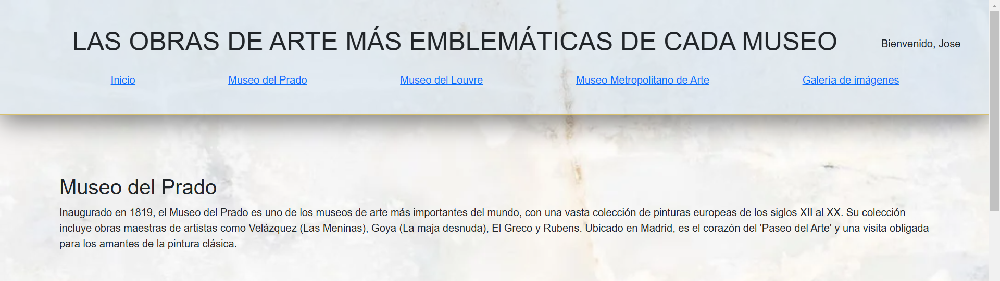 LAS OBRAS DE ARTE MÁS EMBLEMÁTICAS DE CADA MUSEO
Bienvenido, Jose
Inicio
Museo del Prado
Museo del Louvre
Museo Metropolitano de Arte
Galería de imágenes
Museo del Prado
Inaugurado en 1819, el Museo del Prado es uno de los museos de arte más importantes del mundo, con una vasta colección de pinturas europeas de los siglos XII al XX. Su colección
incluye obras maestras de artistas como Velázquez (Las Meninas), Goya (La maja desnuda), El Greco y Rubens. Ubicado en Madrid, es el corazón del 'Paseo del Arte' y una visita obligada
para los amantes de la pintura clásica.